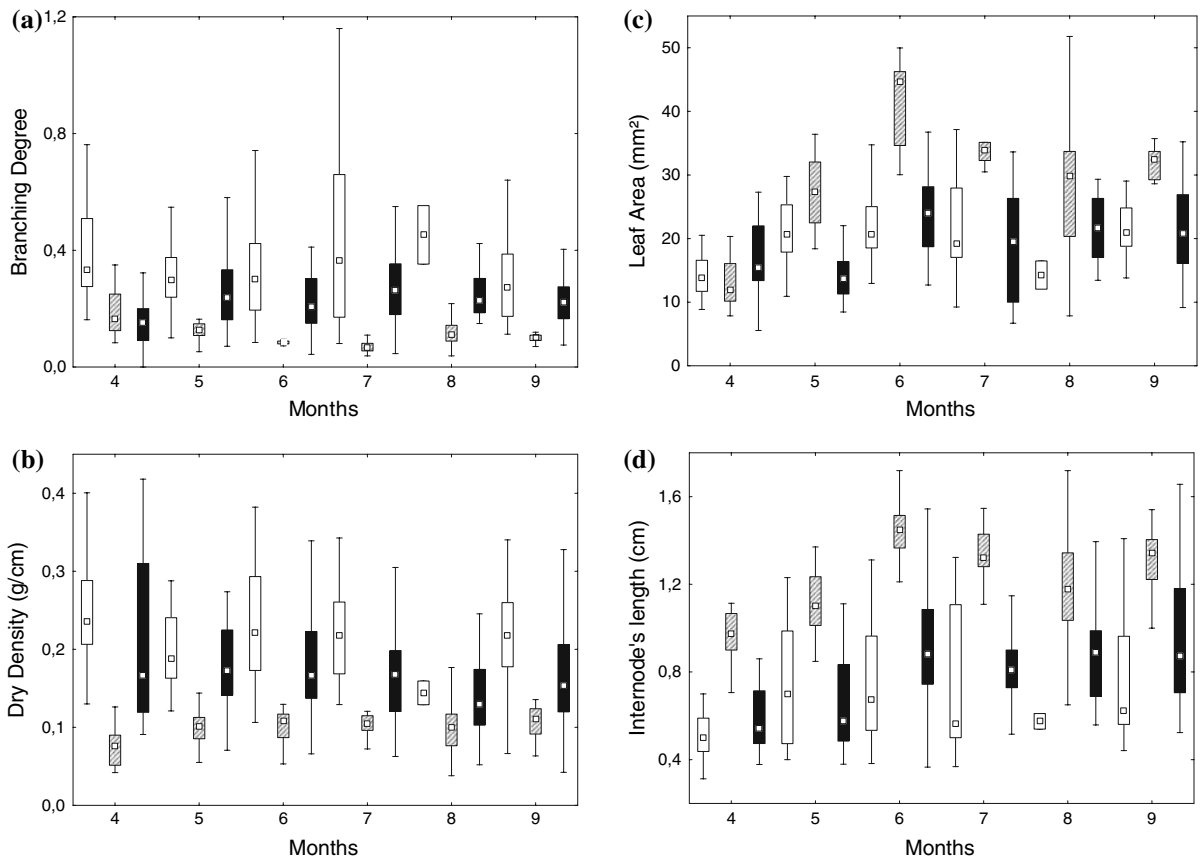 (a)
Branching Degree
1,2
0,8
0,4
0,0
4 5 6 7 8 9
Months
(c)
Leaf Area (mm²)
50
40
30
20
10
0
4 5 6 7 8 9
Months
(b)
Dry Density (g/cm)
0,4
0,3
0,2
0,1
0,0
4 5 6 7 8 9
Months
(d)
Internode's length (cm)
1,6
1,2
0,8
0,4
4 5 6 7 8 9
Months